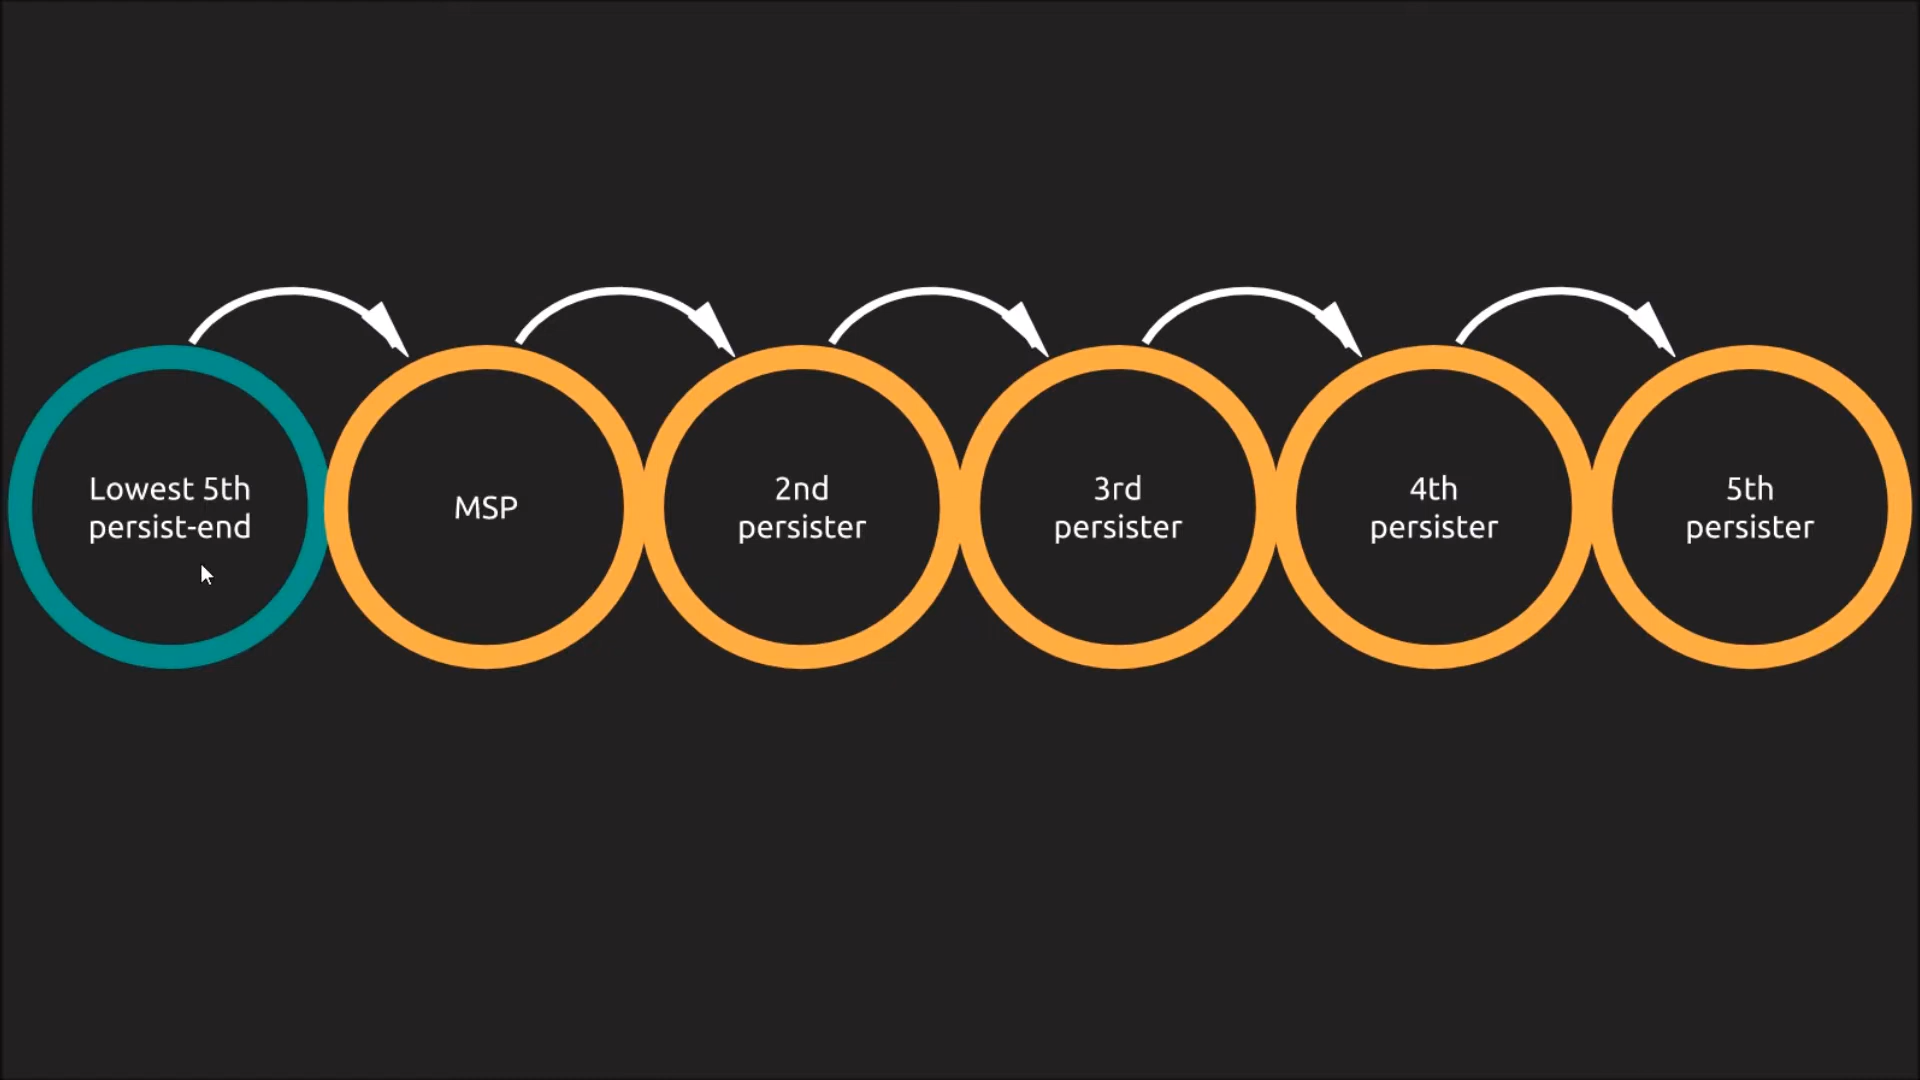 Lowest 5th
persist-end
MSP
2nd
persister
3rd
persister
4th
persister
5th
persister